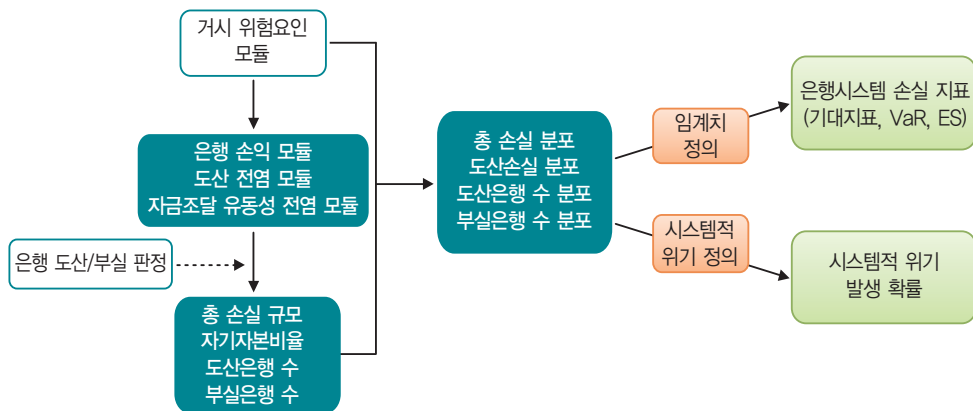 거시 위험요인
모듈
은행 손익 모듈
도산 전염 모듈
자금조달 유동성 전염 모듈
은행 도산/부실 판정
총 손실 규모
자기자본비율
도산은행 수
부실은행 수
총 손실 분포
도산손실 분포
도산은행 수 분포
부실은행 수 분포
임계치
정의
시스템적
위기 정의
은행시스템 손실 지표
(기대지표, VaR, ES)
시스템적 위기
발생 확률